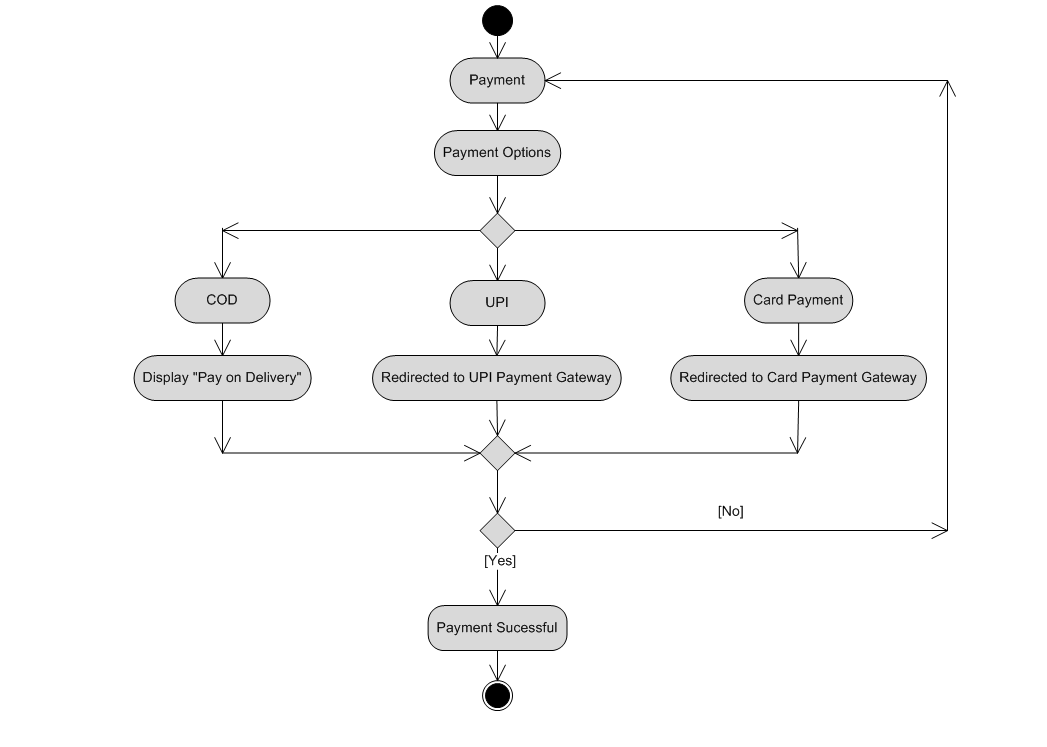 Payment
Payment Options
COD
UPI
Card Payment
Display "Pay on Delivery"
Redirected to UPI Payment Gateway
Redirected to Card Payment Gateway
[No]
[Yes]
Payment Sucessful